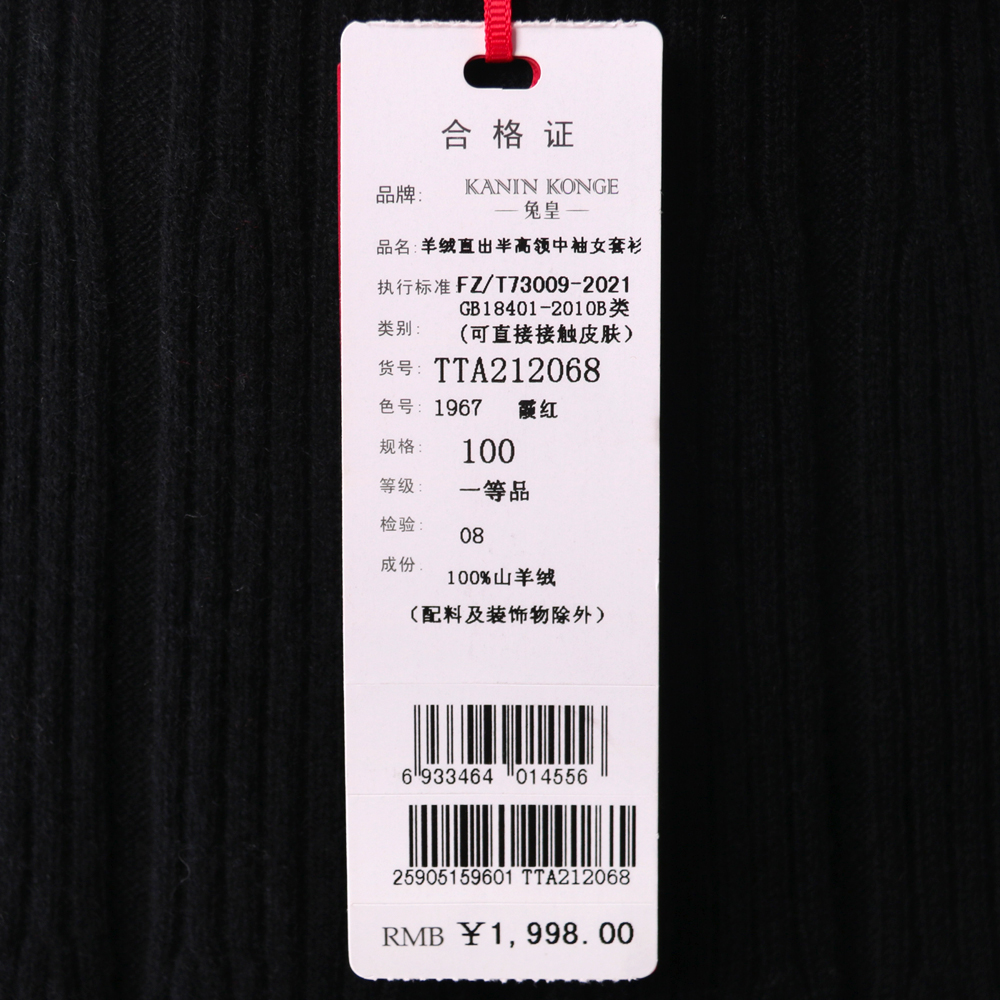 合格证
品牌: KANIN KONGE
—兔皇—
品名: 羊绒直出半高领中袖女套衫
执行标准 FZ/T73009-2021
GB18401-2010B类
类别: (可直接接触皮肤)
货号: TTA212068
色号: 1967 霞红
规格: 100
等级: 一等品
检验: 08
成份. 100%山羊绒
(配料及装饰物除外)
6 933464 014556
25905159601 TTA212068
RMB ¥1,998.00